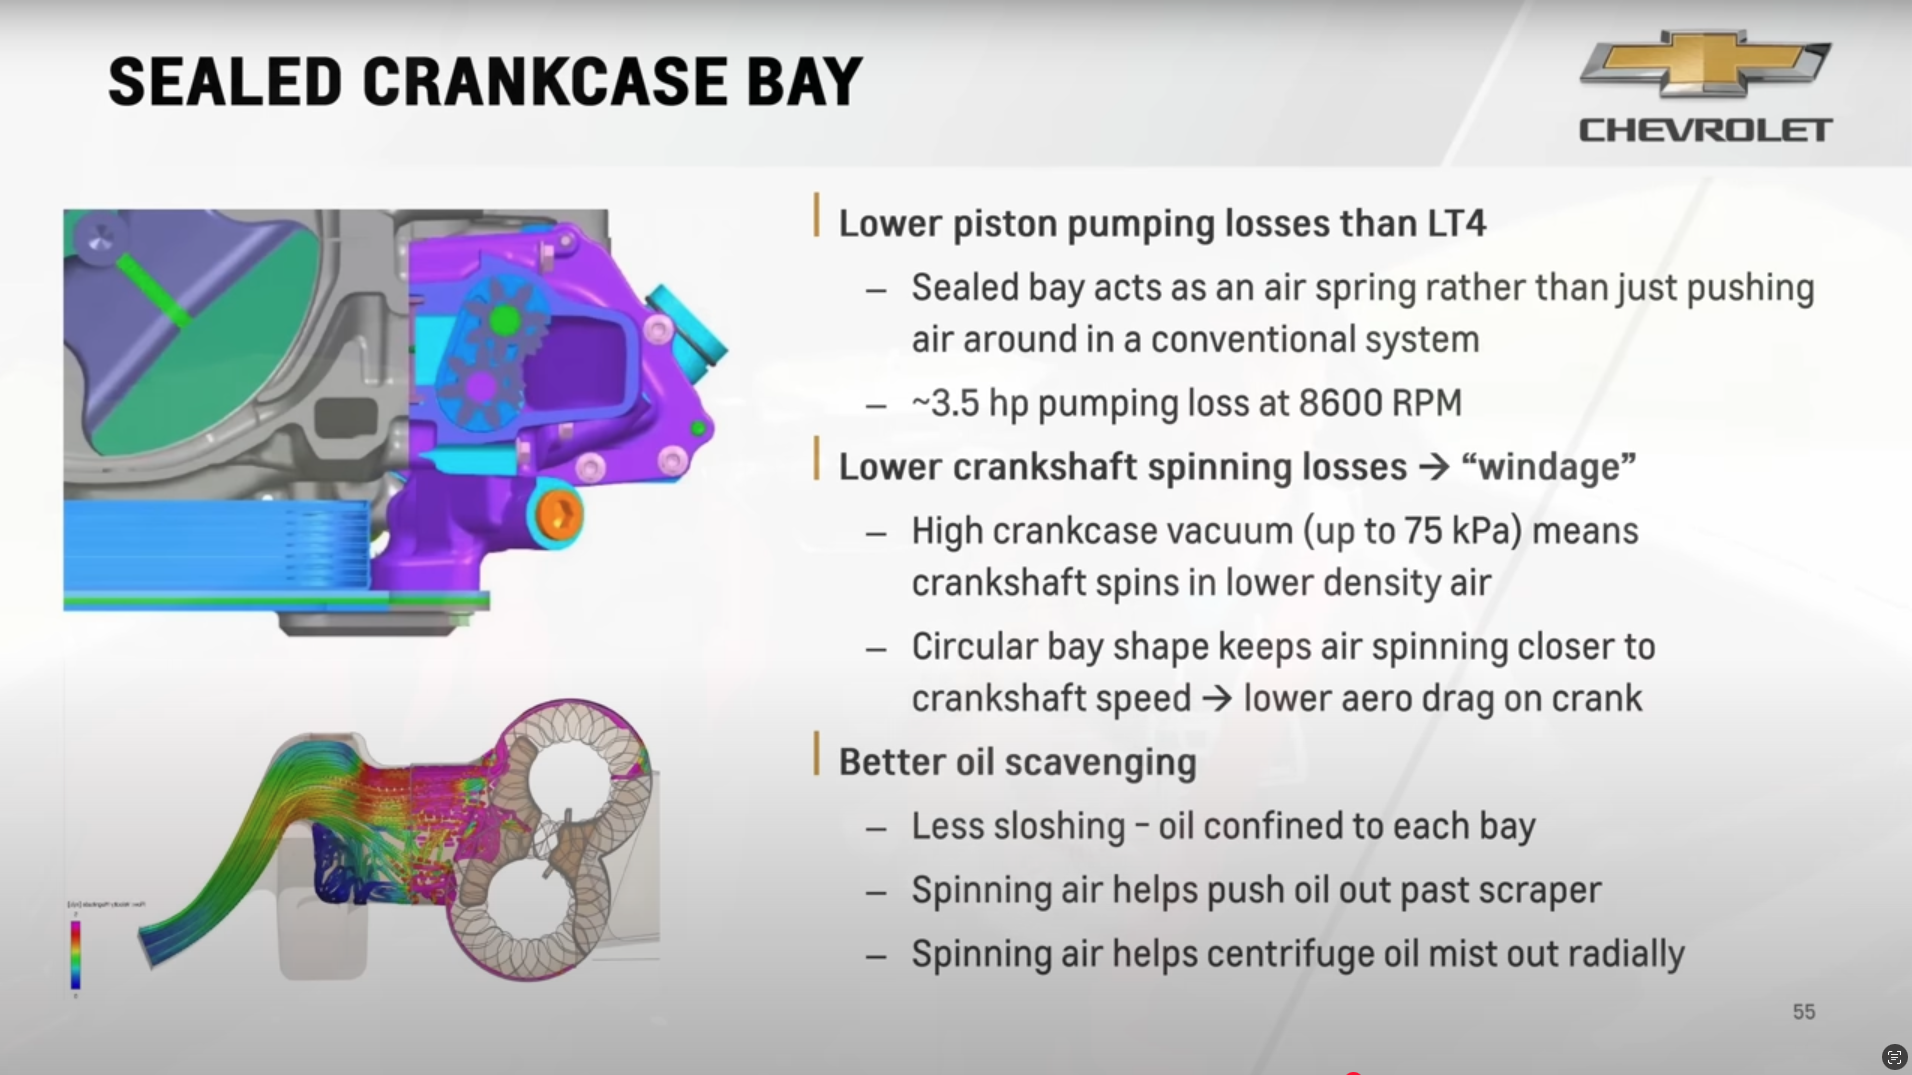 SEALED CRANKCASE BAY
CHEVROLET
Lower piston pumping losses than LT4
– Sealed bay acts as an air spring rather than just pushing
air around in a conventional system
– ~3.5 hp pumping loss at 8600 RPM
Lower crankshaft spinning losses → “windage”
– High crankcase vacuum (up to 75 kPa) means
crankshaft spins in lower density air
– Circular bay shape keeps air spinning closer to
crankshaft speed → lower aero drag on crank
Better oil scavenging
– Less sloshing – oil confined to each bay
– Spinning air helps push oil out past scraper
– Spinning air helps centrifuge oil mist out radially
55